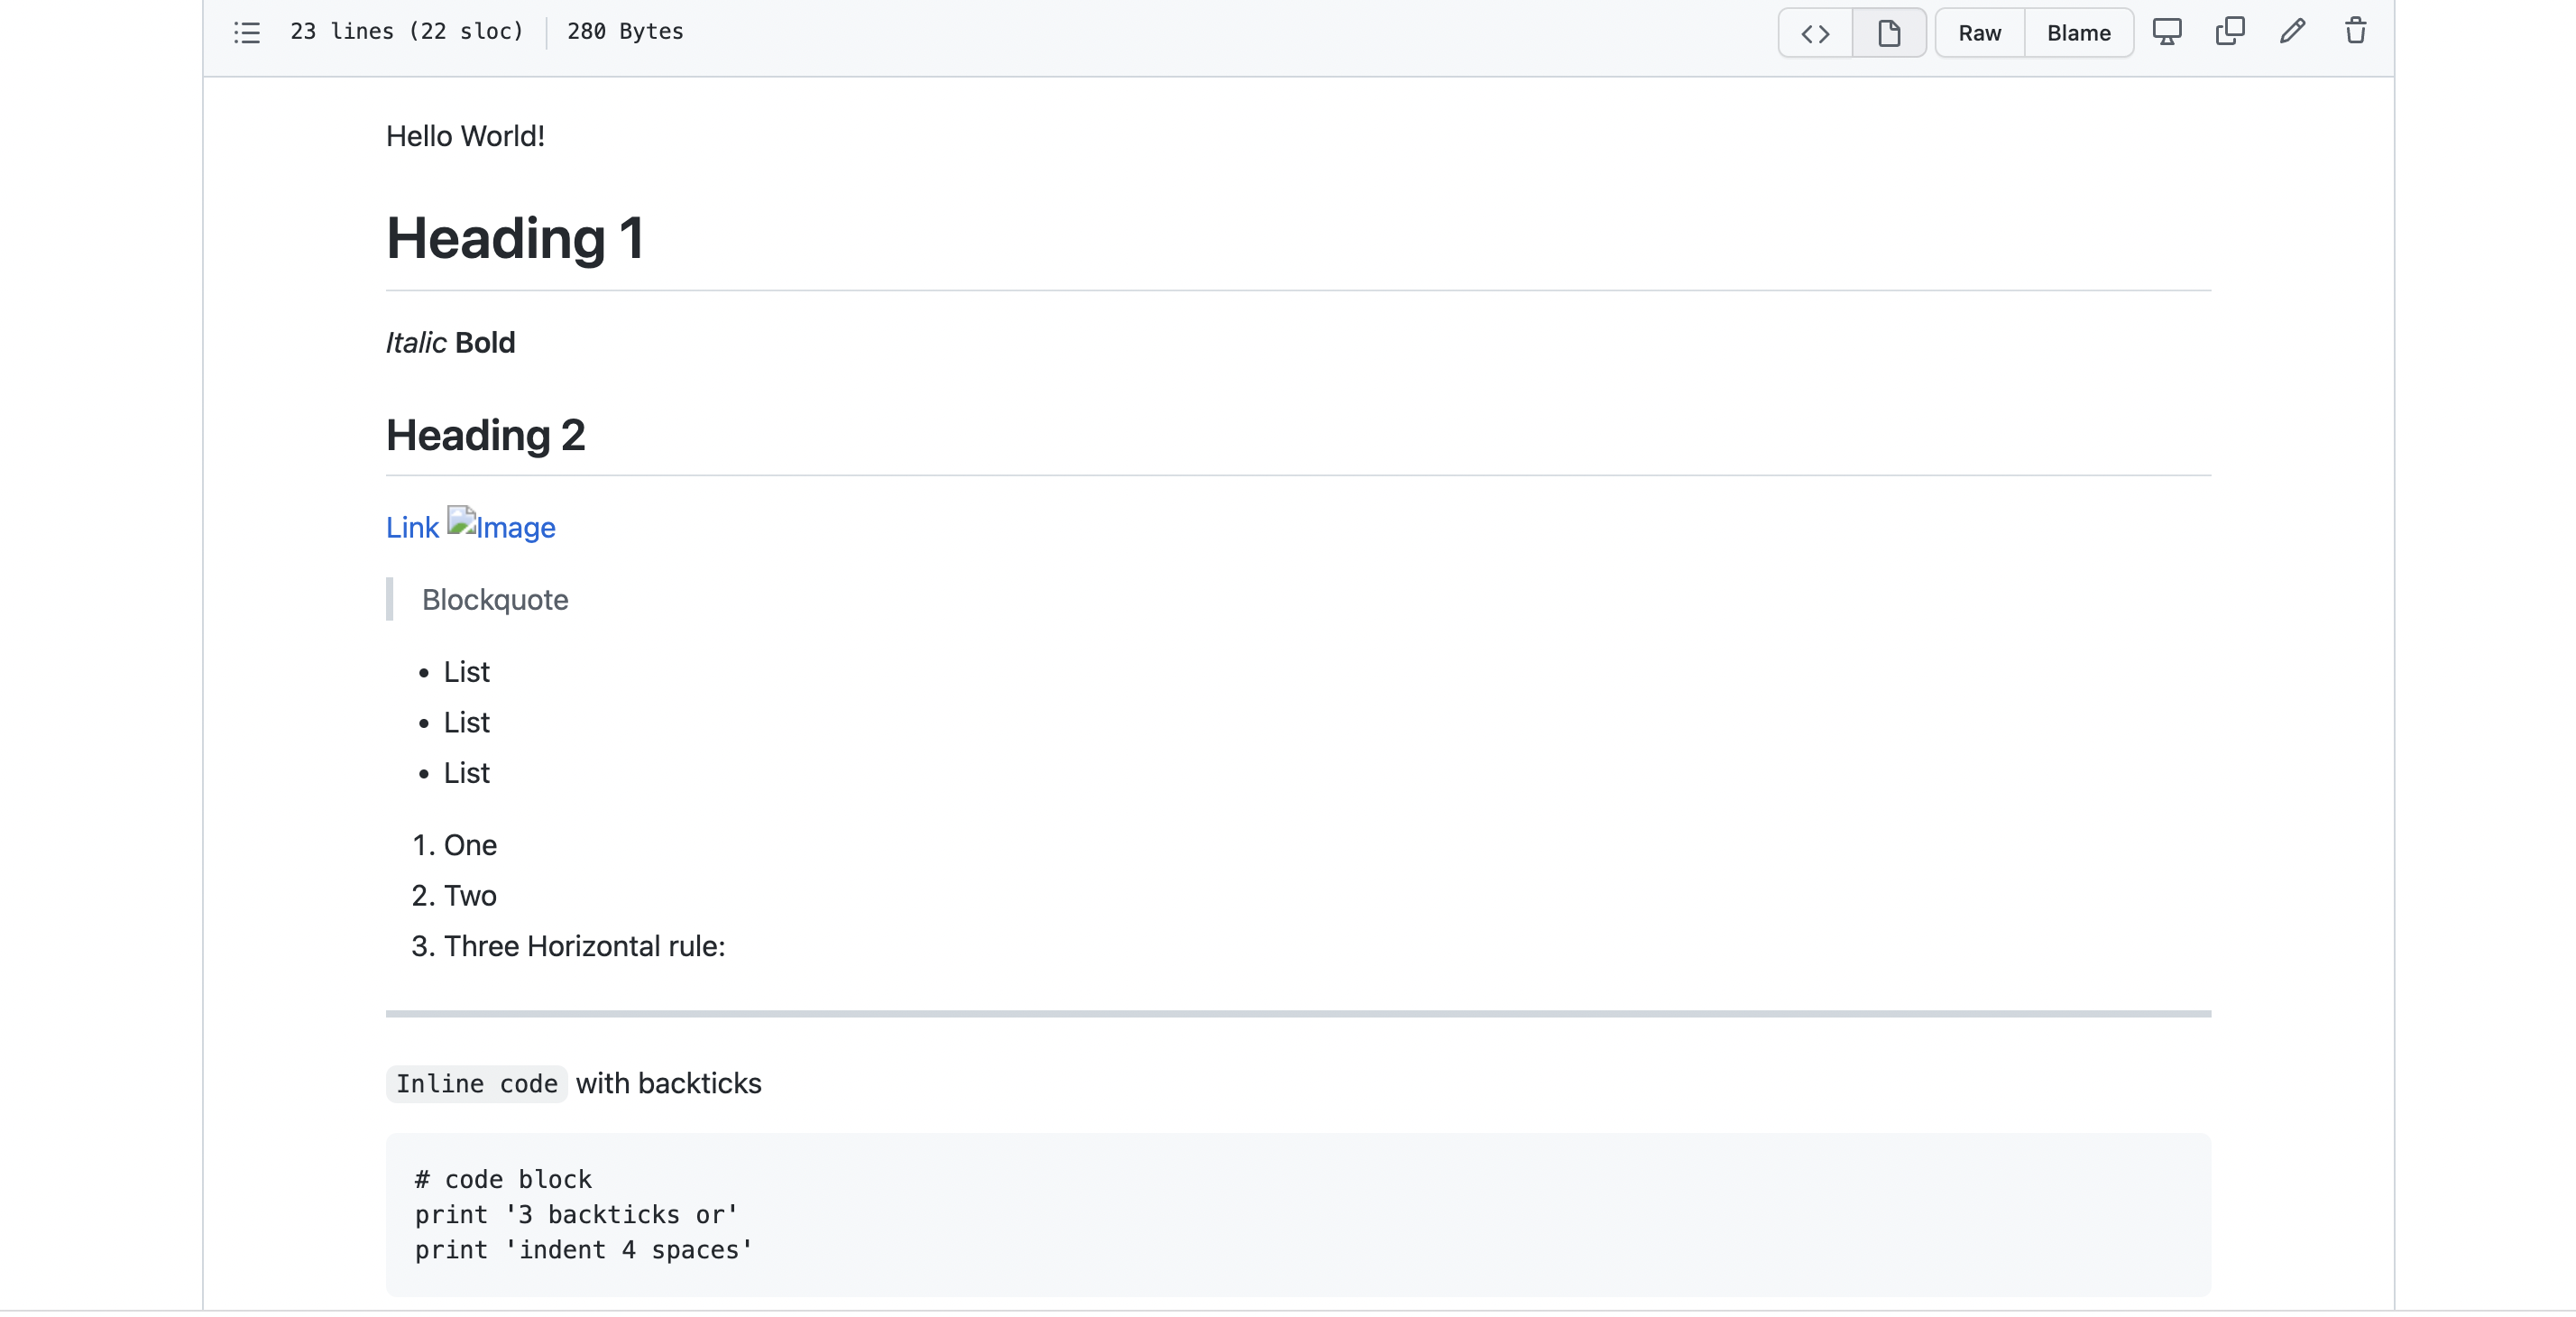 23 lines (22 sloc) 280 Bytes Raw Blame
Hello World!
Heading 1
Italic Bold
Heading 2
Link Image
Blockquote
• List
• List
• List
1. One
2. Two
3. Three Horizontal rule:
Inline code with backticks
# code block
print '3 backticks or'
print 'indent 4 spaces'